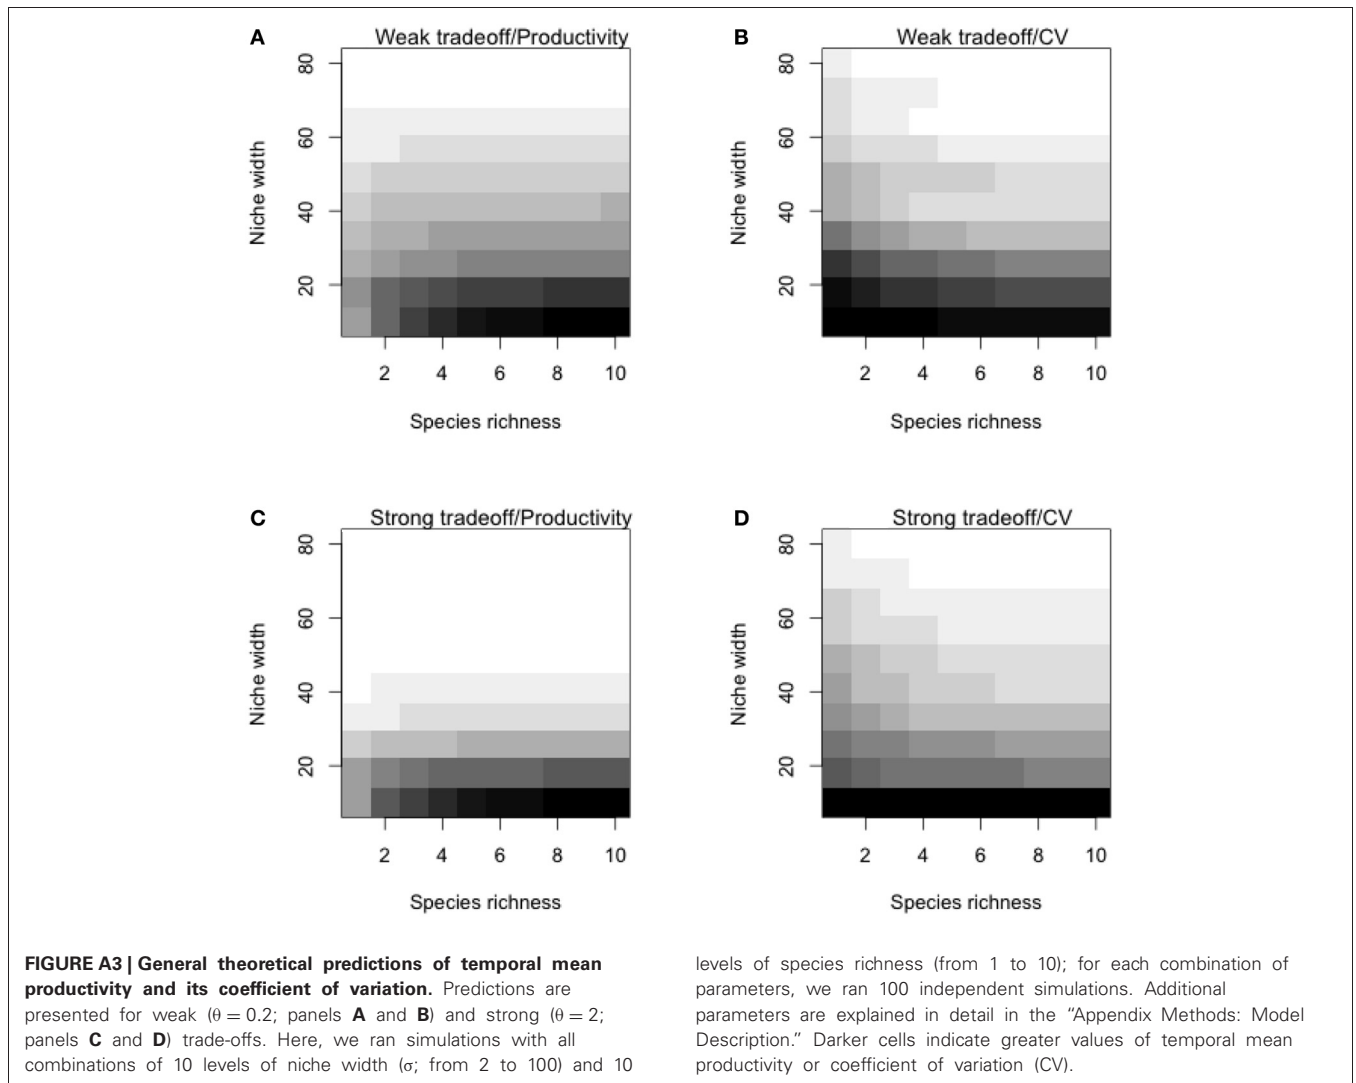 A
Weak tradeoff/Productivity
80
60
40
20
Niche width
2 4 6 8 10
Species richness
B
Weak tradeoff/CV
80
60
40
20
Niche width
2 4 6 8 10
Species richness
C
Strong tradeoff/Productivity
80
60
40
20
Niche width
2 4 6 8 10
Species richness
D
Strong tradeoff/CV
80
60
40
20
Niche width
2 4 6 8 10
Species richness
FIGURE A3 | General theoretical predictions of temporal mean
productivity and its coefficient of variation. Predictions are
presented for weak (θ = 0.2; panels A and B) and strong (θ = 2;
panels C and D) trade-offs. Here, we ran simulations with all
combinations of 10 levels of niche width (σ; from 2 to 100) and 10
levels of species richness (from 1 to 10); for each combination of
parameters, we ran 100 independent simulations. Additional
parameters are explained in detail in the “Appendix Methods: Model
Description.” Darker cells indicate greater values of temporal mean
productivity or coefficient of variation (CV).